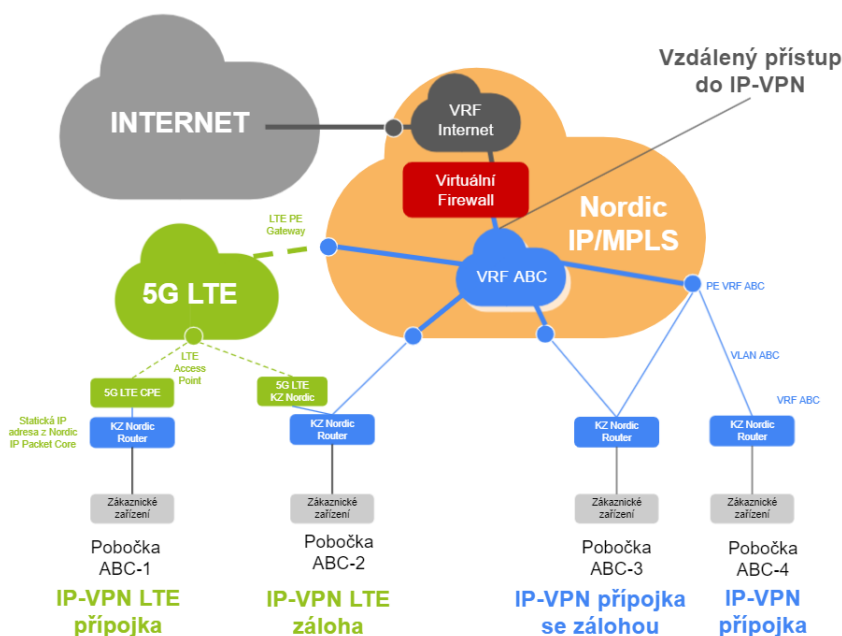 Vzdálený přístup
do IP-VPN
INTERNET
VRF
Internet
Virtuální
Firewall
Nordic
IP/MPLS
LTE PE
Gateway
5G LTE
VRF ABC
PE VRF ABC
LTE
Access
Point
VLAN ABC
5G LTE CPE
5G LTE
KZ Nordic
VRF ABC
Statická IP
adresa z Nordic
IP Packet Core
KZ Nordic
Router
KZ Nordic
Router
KZ Nordic
Router
KZ Nordic
Router
Zákaznické
zařízení
Zákaznické
zařízení
Zákaznické
zařízení
Zákaznické
zařízení
Pobočka
ABC-1
Pobočka
ABC-2
Pobočka
ABC-3
Pobočka
ABC-4
IP-VPN LTE
přípojka
IP-VPN LTE
záloha
IP-VPN přípojka
se zálohou
IP-VPN
přípojka